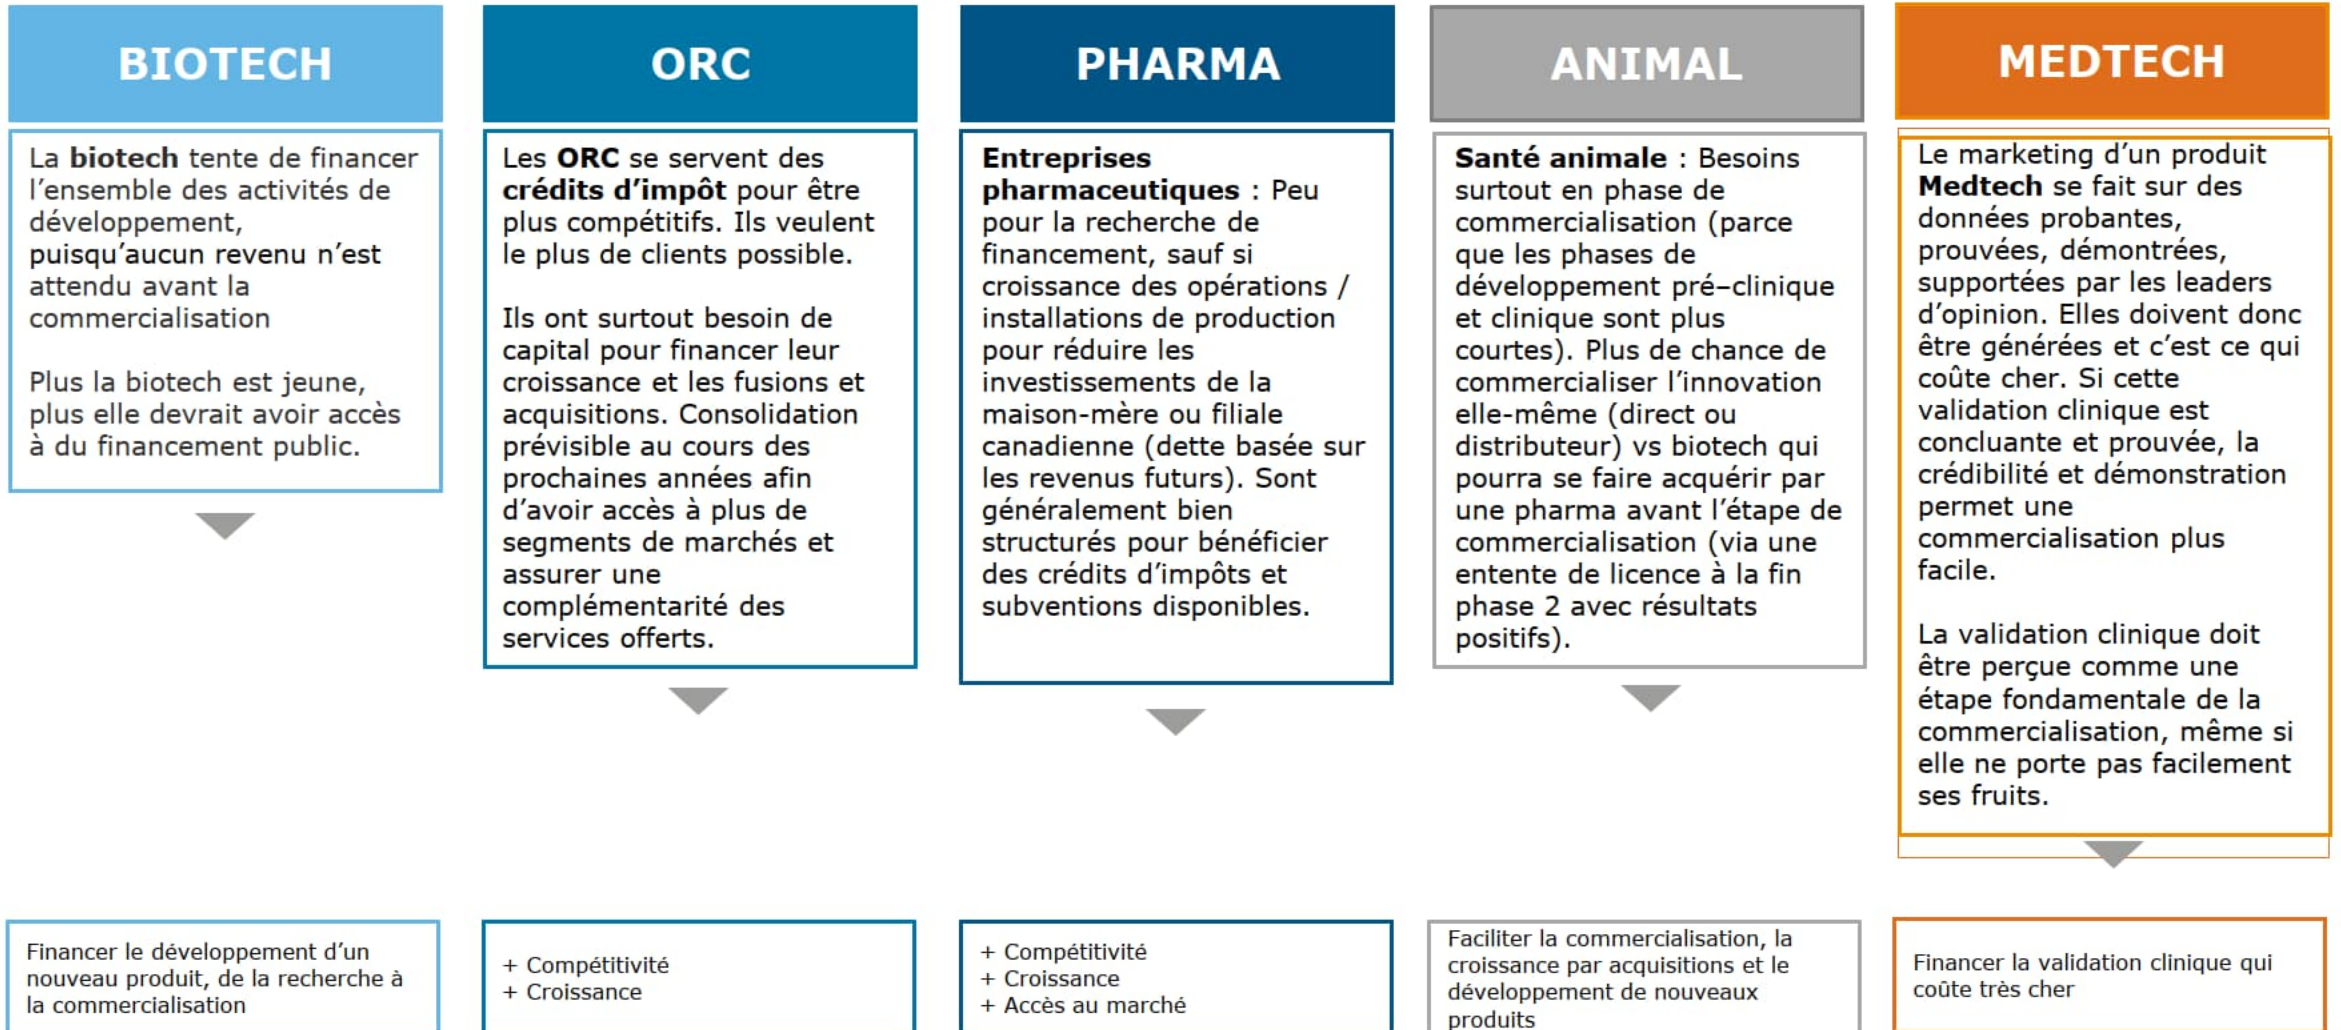 BIOTECH
La biotech tente de financer
l’ensemble des activités de
développement,
puisqu’aucun revenu n’est
attendu avant la
commercialisation
Plus la biotech est jeune,
plus elle devrait avoir accès
à du financement public.
Financer le développement d’un
nouveau produit, de la recherche à
la commercialisation
ORC
Les ORC se servent des
crédits d’impôt pour être
plus compétitifs. Ils veulent
le plus de clients possible.
Ils ont surtout besoin de
capital pour financer leur
croissance et les fusions et
acquisitions. Consolidation
prévisible au cours des
prochaines années afin
d’avoir accès à plus de
segments de marchés et
assurer une
complémentarité des
services offerts.
+ Compétitivité
+ Croissance
PHARMA
Entreprises
pharmaceutiques : Peu
pour la recherche de
financement, sauf si
croissance des opérations /
installations de production
pour réduire les
investissements de la
maison-mère ou filiale
canadienne (dette basée sur
les revenus futurs). Sont
généralement bien
structurés pour bénéficier
des crédits d’impôts et
subventions disponibles.
+ Compétitivité
+ Croissance
+ Accès au marché
ANIMAL
Santé animale : Besoins
surtout en phase de
commercialisation (parce
que les phases de
développement pré–clinique
et clinique sont plus
courtes). Plus de chance de
commercialiser l’innovation
elle-même (direct ou
distributeur) vs biotech qui
pourra se faire acquérir par
une pharma avant l’étape de
commercialisation (via une
entente de licence à la fin
phase 2 avec résultats
positifs).
Faciliter la commercialisation, la
croissance par acquisitions et le
développement de nouveaux
produits
MEDTECH
Le marketing d’un produit
Medtech se fait sur des
données probantes,
prouvées, démontrées,
supportées par les leaders
d’opinion. Elles doivent donc
être générées et c’est ce qui
coûte cher. Si cette
validation clinique est
concluante et prouvée, la
crédibilité et démonstration
permet une
commercialisation plus
facile.
La validation clinique doit
être perçue comme une
étape fondamentale de la
commercialisation, même si
elle ne porte pas facilement
ses fruits.
Financer la validation clinique qui
coûte très cher